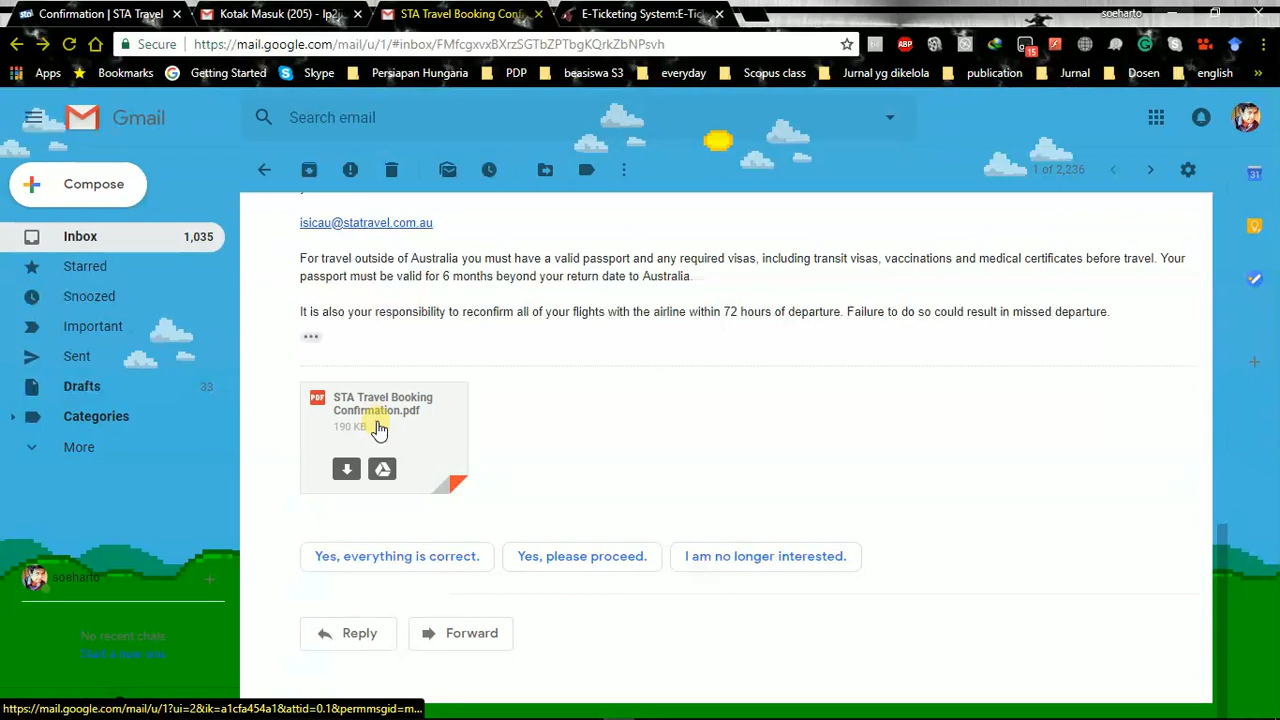 Confirmation | STA Travel
Kotak Masuk (205) - lp2i
STA Travel Booking Conf
E-Ticketing System:E-Tic
soeharto
Secure
https://mail.google.com/mail/u/1/#inbox/FMfcgxvxBXrzSGTbZPTbgKQrkZbNPsvh
ABP
15
Apps
Bookmarks
Getting Started
Skype
Persiapan Hungaria
PDP
beasiswa S3
everyday
Scopus class
Jurnal yg dikelola
publication
Jurnal
Dosen
english
»
Gmail
Search email
Compose
1 of 2,236
31
Inbox 1,035
Starred
Snoozed
Important
Sent
Drafts 33
Categories
More
isicau@statravel.com.au
For travel outside of Australia you must have a valid passport and any required visas, including transit visas, vaccinations and medical certificates before travel. Your
passport must be valid for 6 months beyond your return date to Australia.
It is also your responsibility to reconfirm all of your flights with the airline within 72 hours of departure. Failure to do so could result in missed departure.
PDF
STA Travel Booking
Confirmation.pdf
190 KB
Yes, everything is correct.
Yes, please proceed.
I am no longer interested.
Reply
Forward
soeharto
No recent chats
Start a new one
https://mail.google.com/mail/u/1?ui=2&ik=a1cfa454a1&attid=0.1&permmsgid=m...